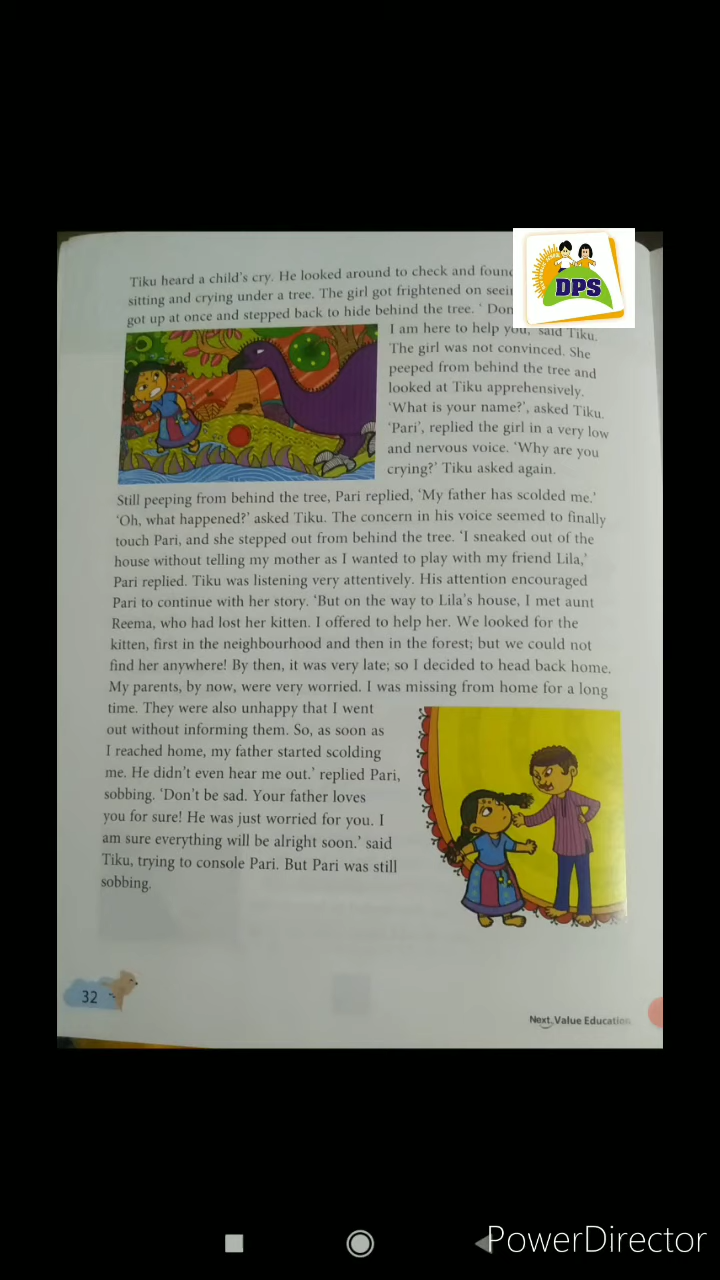 Tiku heard a child's cry. He looked around to check and found
DPS
sitting and crying under a tree. The girl got frightened on
got up at once and stepped back to hide behind the tree. '
I am here to help you,' said Tiku.
The girl was not convinced. She
peeped from behind the tree and
looked at Tiku apprehensively.
'What is your name?', asked Tiku.
'Pari', replied the girl in a very low
and nervous voice. 'Why are you
crying?' Tiku asked again.
Still peeping from behind the tree, Pari replied, 'My father has scolded me.'
'Oh, what happened?' asked Tiku. The concern in his voice seemed to finally
touch Pari, and she stepped out from behind the tree. 'I sneaked out of the
house without telling my mother as I wanted to play with my friend Lila,'
Pari replied. Tiku was listening very attentively. His attention encouraged
Pari to continue with her story. 'But on the way to Lila's house, I met aunt
Reema, who had lost her kitten. I offered to help her. We looked for the
kitten, first in the neighbourhood and then in the forest; but we could not
find her anywhere! By then, it was very late; so I decided to head back home.
My parents, by now, were very worried. I was missing from home for a long
time. They were also unhappy that I went
out without informing them. So, as soon as
I reached home, my father started scolding
me. He didn't even hear me out.' replied Pari,
sobbing. 'Don't be sad. Your father loves
you for sure! He was just worried for you. I
am sure everything will be alright soon.' said
Tiku, trying to console Pari. But Pari was still
sobbing.
32
Next Value Education
PowerDirector